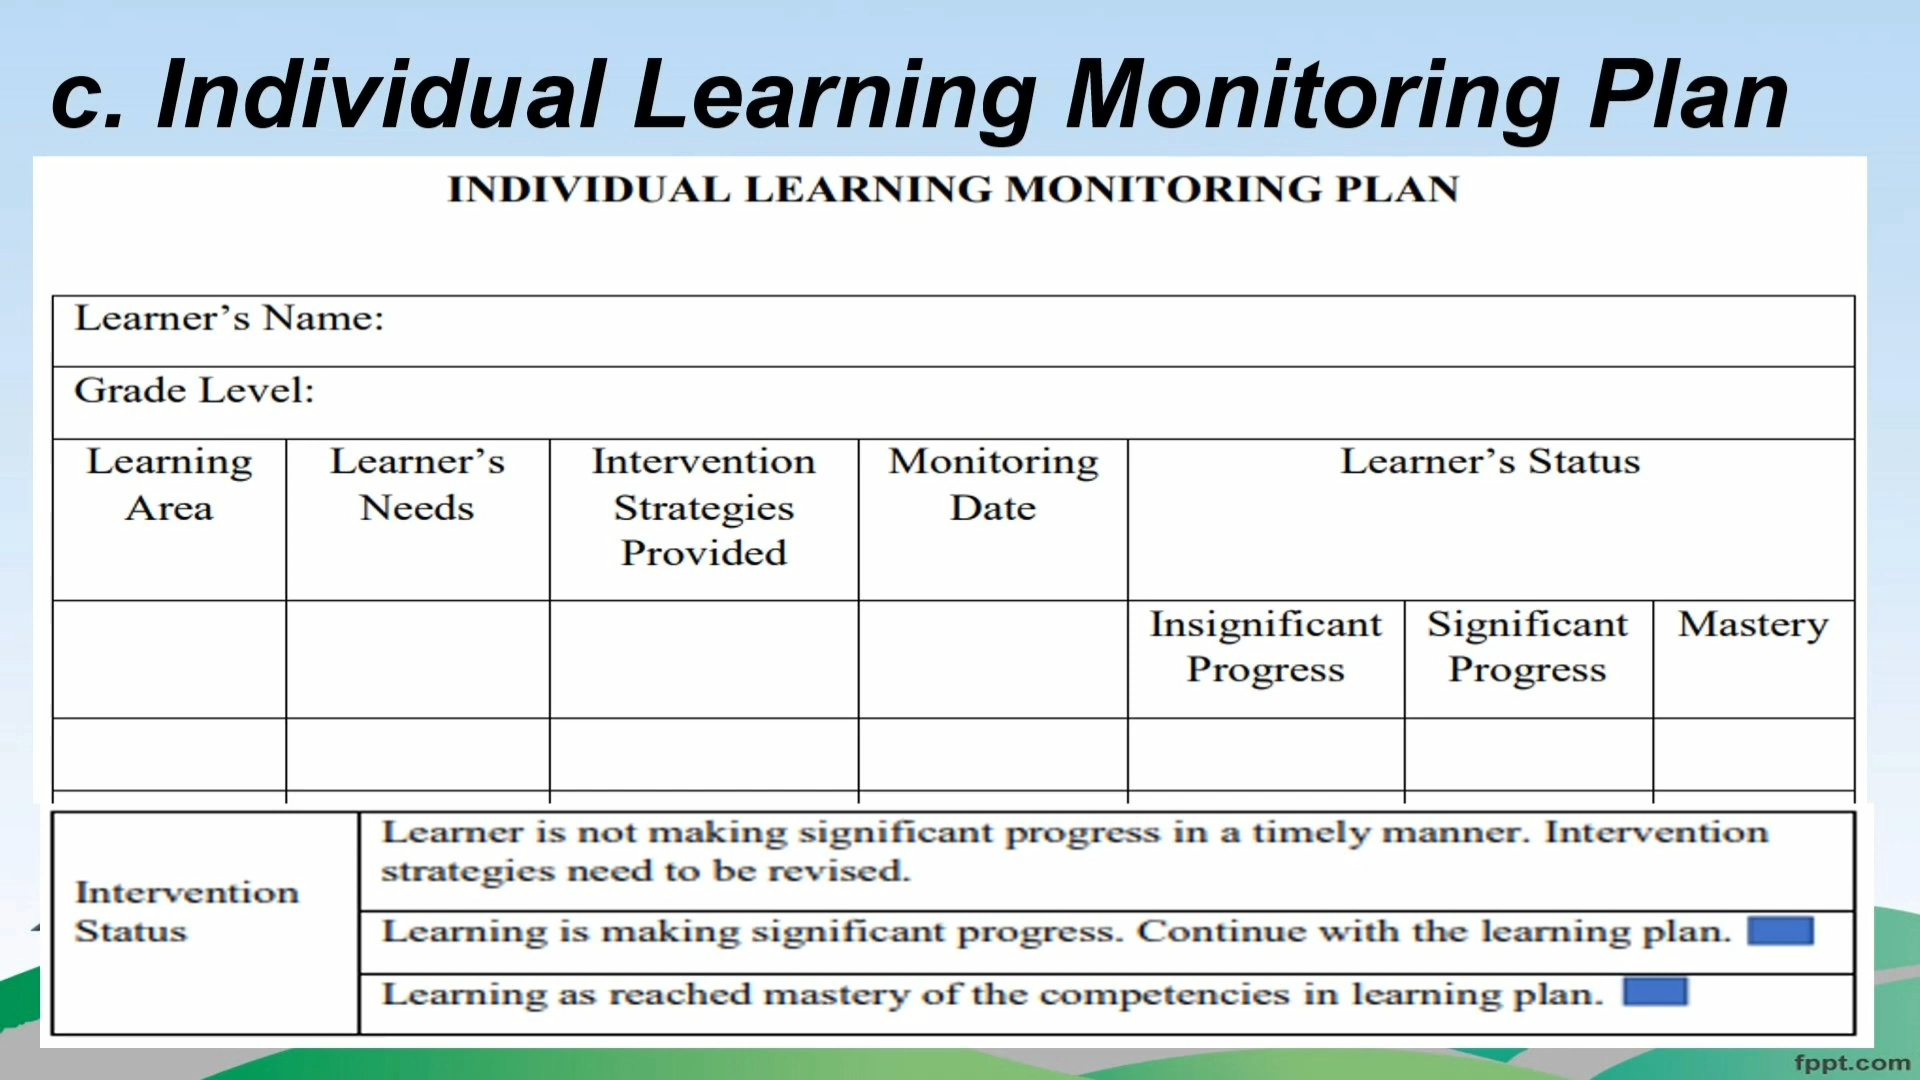 c. Individual Learning Monitoring Plan
INDIVIDUAL LEARNING MONITORING PLAN
Learner’s Name:
Grade Level:
Learning
Area
Learner’s
Needs
Intervention
Strategies
Provided
Monitoring
Date
Learner’s Status
Insignificant
Progress
Significant
Progress
Mastery
Intervention
Status
Learner is not making significant progress in a timely manner. Intervention
strategies need to be revised.
Learning is making significant progress. Continue with the learning plan.
Learning as reached mastery of the competencies in learning plan.
fppt.com